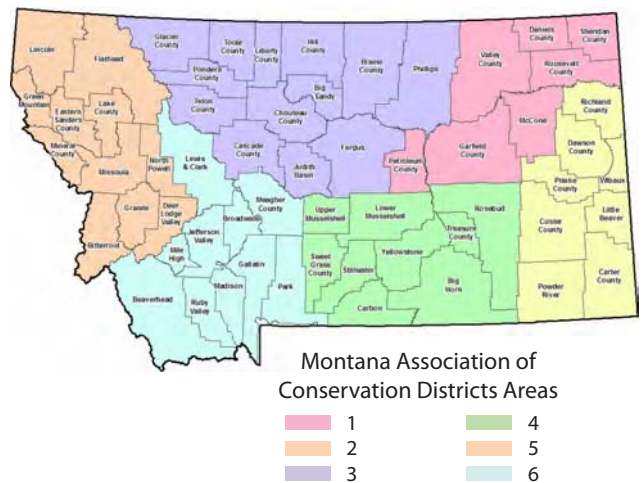 Lincoln
Flathead
Glacier
County
Toole
County
Liberty
County
Hill
County
Blaine
County
Phillips
Valley
County
Daniels
County
Sheridan
County
Roosevelt
County
Pondera
County
Big
Sandy
Green
Mountain
Eastern
Sanders
County
Lake
County
Teton
County
Chouteau
County
Richland
County
McCone
Mineral
County
Missoula
North
Powell
Lewis
& Clark
Cascade
County
Judith
Basin
Fergus
Petroleum
County
Garfield
County
Dawson
County
Prairie
County
Wibaux
Granite
Deer
Lodge
Valley
Bitterroot
Meagher
County
Broadwater
Jefferson
Valley
Mile
High
Upper
Musselshell
Lower
Musselshell
Rosebud
Treasure
County
Custer
County
Little
Beaver
Gallatin
Sweet
Grass
County
Stillwater
Yellowstone
Beaverhead
Ruby
Valley
Madison
Park
Carbon
Big
Horn
Powder
River
Carter
County
Montana Association of
Conservation Districts Areas
1
4
2
5
3
6